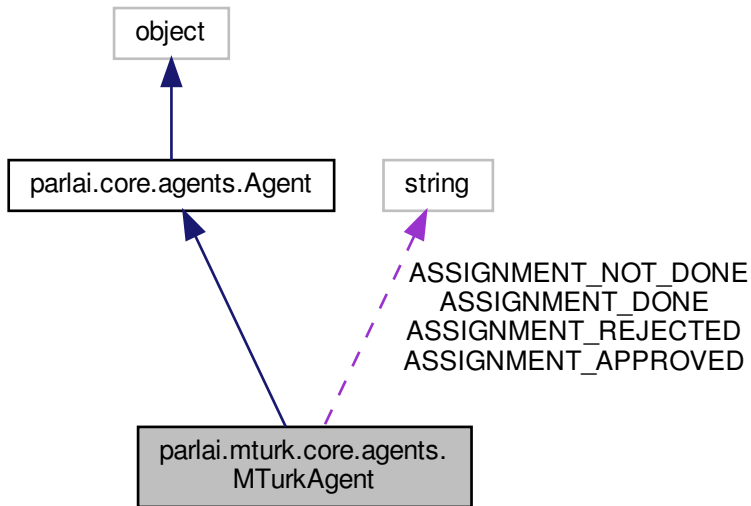 object
parlai.core.agents.Agent
string
ASSIGNMENT_NOT_DONE
ASSIGNMENT_DONE
ASSIGNMENT_REJECTED
ASSIGNMENT_APPROVED
parlai.mturk.core.agents.
MTurkAgent